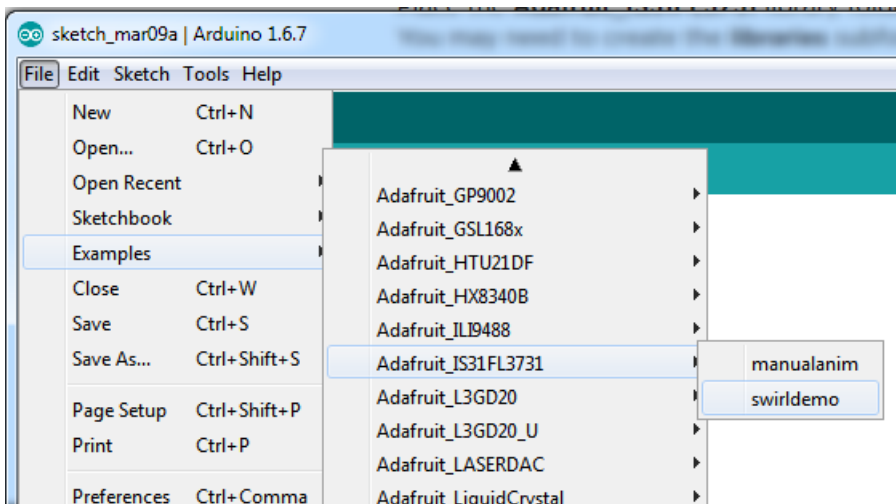 sketch_mar09a | Arduino 1.6.7
File Edit Sketch Tools Help
New Ctrl+N
Open... Ctrl+O
Open Recent
Sketchbook
Examples
Close Ctrl+W
Save Ctrl+S
Save As... Ctrl+Shift+S
Page Setup Ctrl+Shift+P
Print Ctrl+P
Preferences Ctrl+Comma
Adafruit_GP9002
Adafruit_GSL168x
Adafruit_HTU21DF
Adafruit_HX8340B
Adafruit_ILI9488
Adafruit_IS31FL3731
Adafruit_L3GD20
Adafruit_L3GD20_U
Adafruit_LASERDAC
Adafruit_LiquidCrystal
manualanim
swirldemo